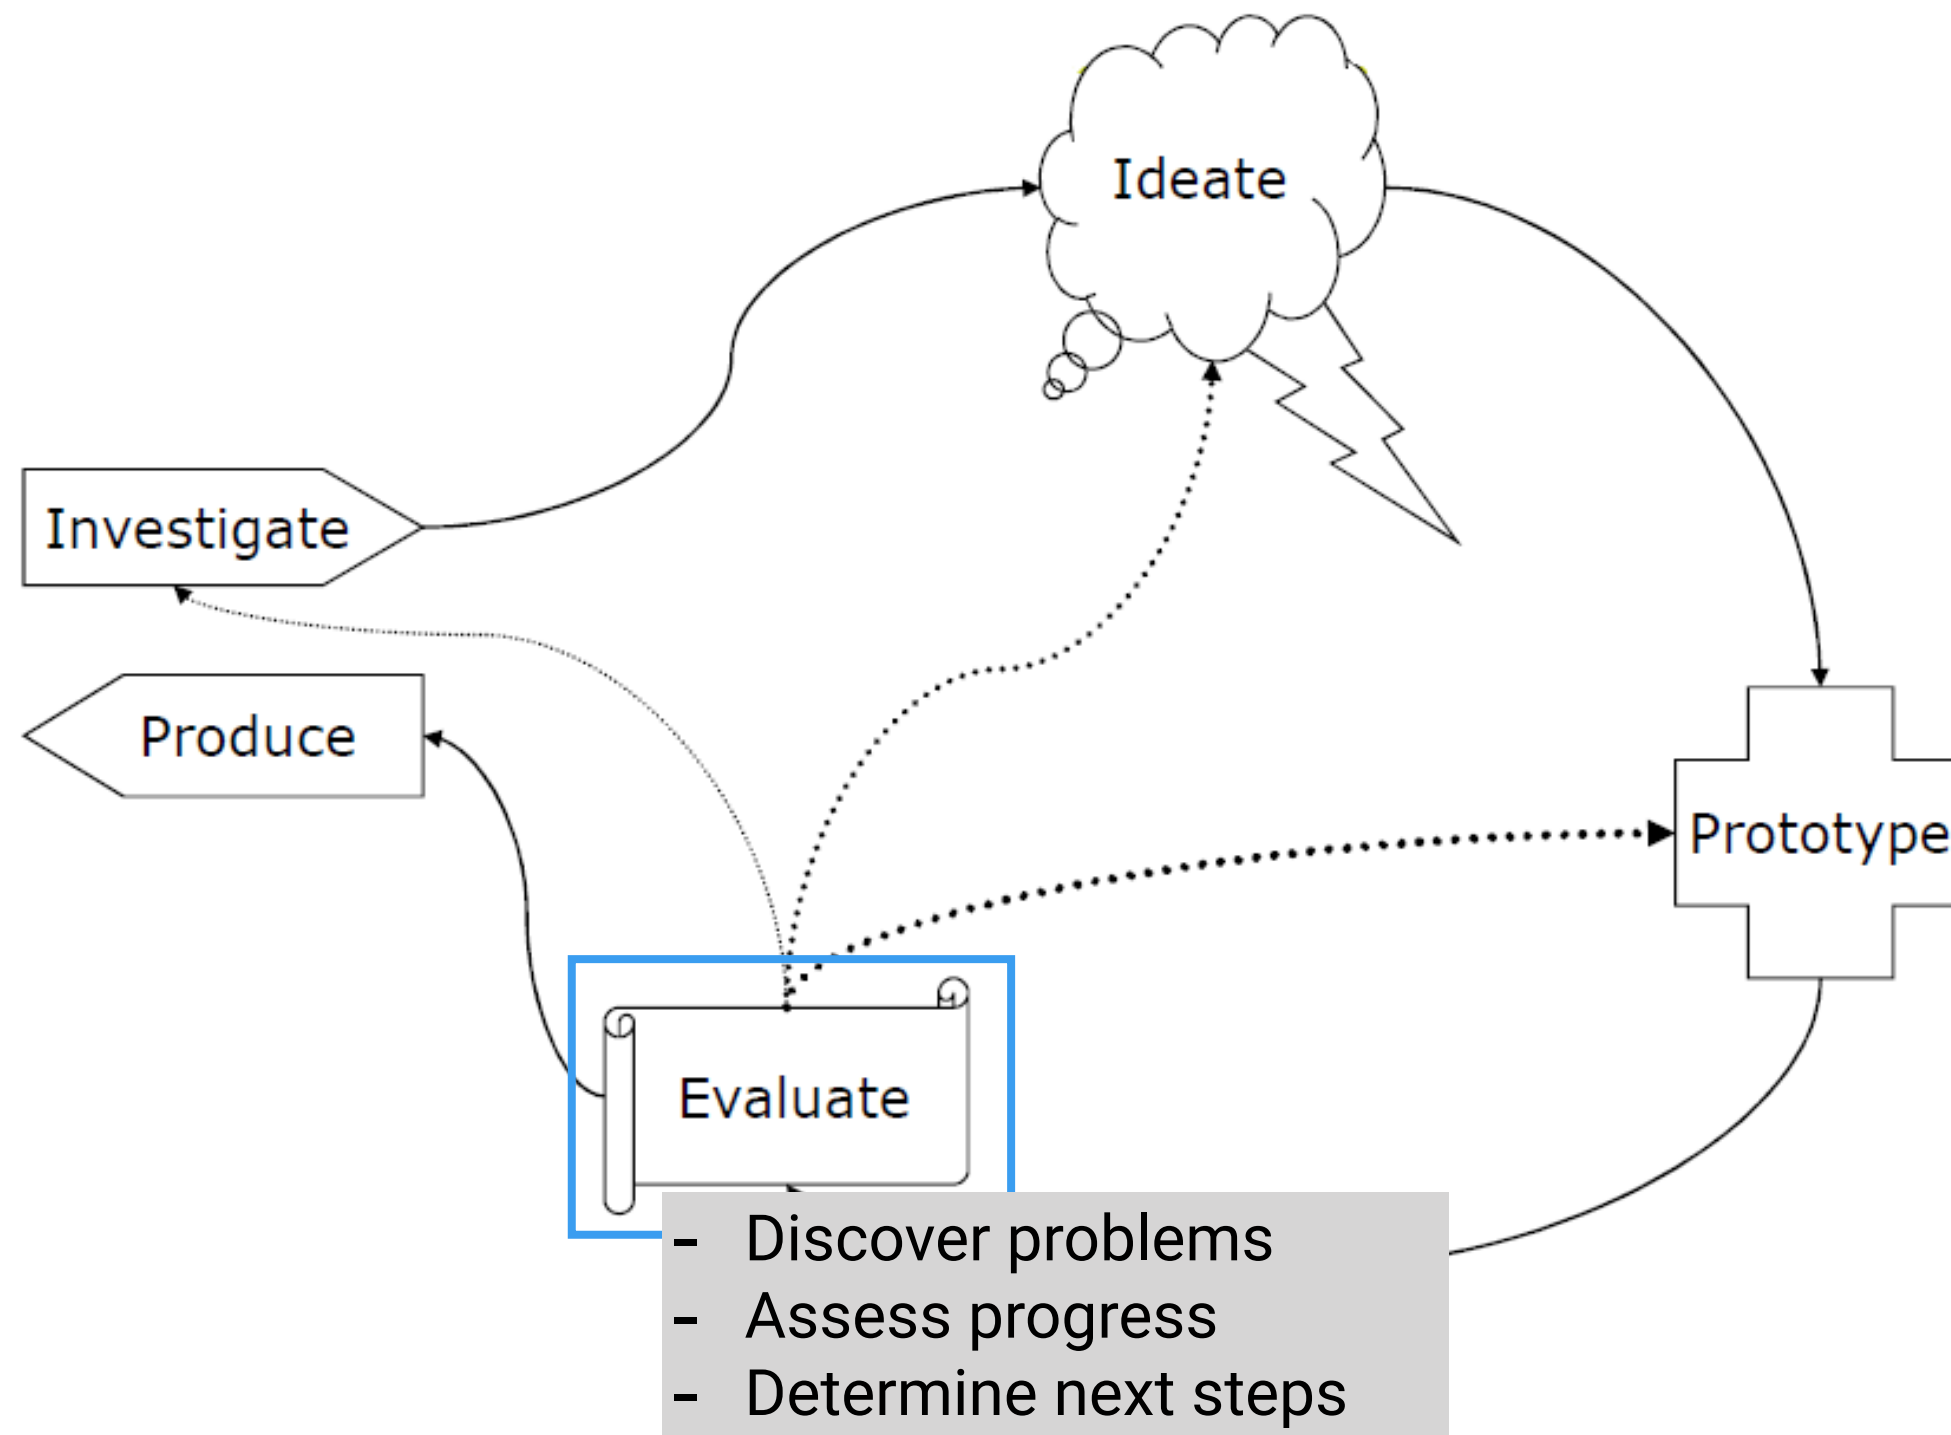 Ideate
Investigate
Produce
Prototype
Evaluate
- Discover problems
- Assess progress
- Determine next steps